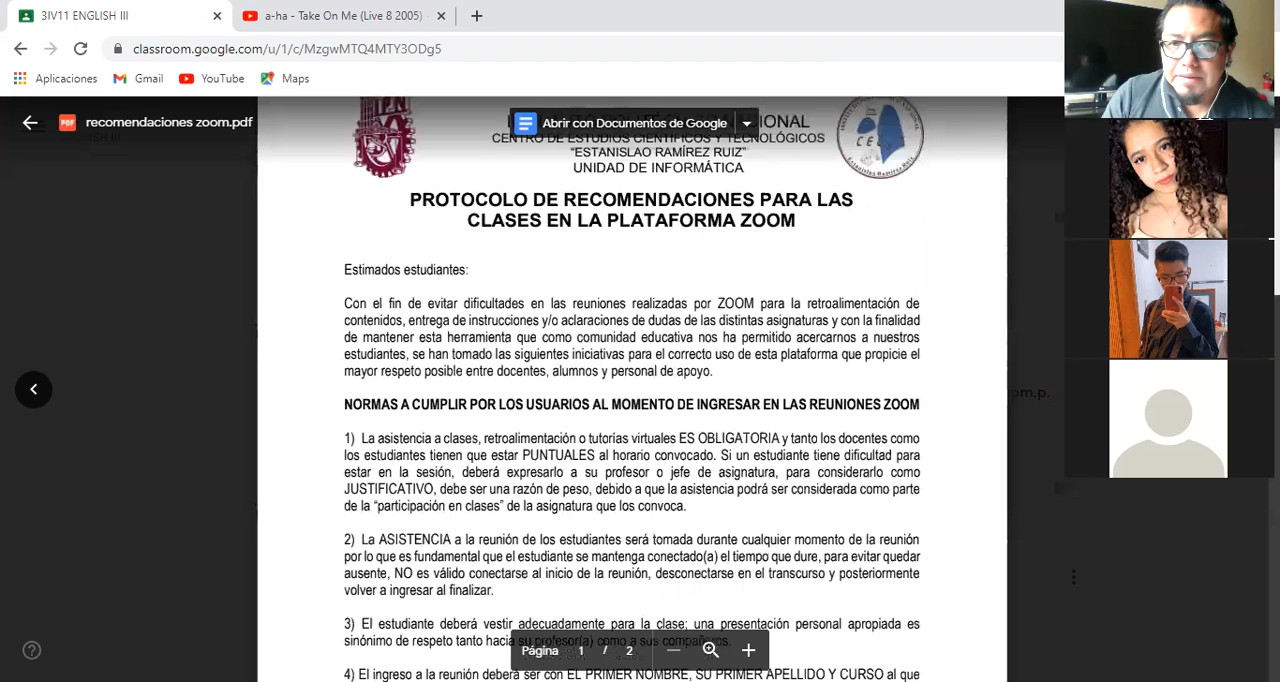 3IV11 ENGLISH III
a-ha - Take On Me (Live 8 2005)
classroom.google.com/u/1/c/MzgwMTQ4MTY3ODg5
Aplicaciones
Gmail
YouTube
Maps
PDF
recomendaciones zoom.pdf
Abrir con Documentos de Google
CENTRO DE ESTUDIOS CIENTÍFICOS Y TECNOLÓGICOS
“ESTANISLAO RAMÍREZ RUIZ”
UNIDAD DE INFORMÁTICA
PROTOCOLO DE RECOMENDACIONES PARA LAS
CLASES EN LA PLATAFORMA ZOOM
Estimados estudiantes:
Con el fin de evitar dificultades en las reuniones realizadas por ZOOM para la retroalimentación de
contenidos, entrega de instrucciones y/o aclaraciones de dudas de las distintas asignaturas y con la finalidad
de mantener esta herramienta que como comunidad educativa nos ha permitido acercarnos a nuestros
estudiantes, se han tomado las siguientes iniciativas para el correcto uso de esta plataforma que propicie el
mayor respeto posible entre docentes, alumnos y personal de apoyo.
NORMAS A CUMPLIR POR LOS USUARIOS AL MOMENTO DE INGRESAR EN LAS REUNIONES ZOOM
1) La asistencia a clases, retroalimentación o tutorías virtuales ES OBLIGATORIA y tanto los docentes como
los estudiantes tienen que estar PUNTUALES al horario convocado. Si un estudiante tiene dificultad para
estar en la sesión, deberá expresarlo a su profesor o jefe de asignatura, para considerarlo como
JUSTIFICATIVO, debe ser una razón de peso, debido a que la asistencia podrá ser considerada como parte
de la “participación en clases” de la asignatura que los convoca.
2) La ASISTENCIA a la reunión de los estudiantes será tomada durante cualquier momento de la reunión
por lo que es fundamental que el estudiante se mantenga conectado(a) el tiempo que dure, para evitar quedar
ausente, NO es válido conectarse al inicio de la reunión, desconectarse en el transcurso y posteriormente
volver a ingresar al finalizar.
3) El estudiante deberá vestir adecuadamente para la clase; una presentación personal apropiada es
sinónimo de respeto tanto hacia su profesor(a) como a sus compañeros.
Página 1 / 2
4) El ingreso a la reunión deberá ser con EL PRIMER NOMBRE, SU PRIMER APELLIDO Y CURSO al que